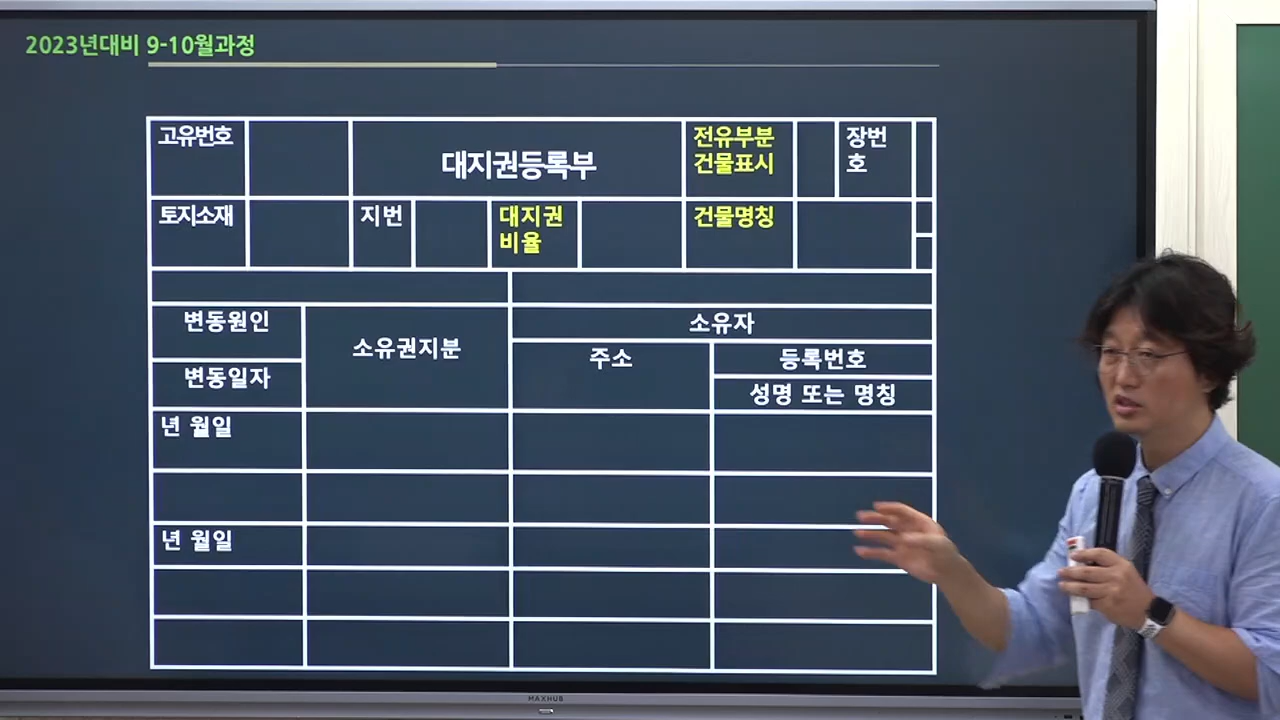 2023년대비 9-10월과정
고유번호
대지권등록부
전유부분
건물표시
장번
호
토지소재
지번
대지권
비율
건물명칭
변동원인
소유권지분
소유자
변동일자
주소
등록번호
성명 또는 명칭
년 월일
년 월일
MAXHUB